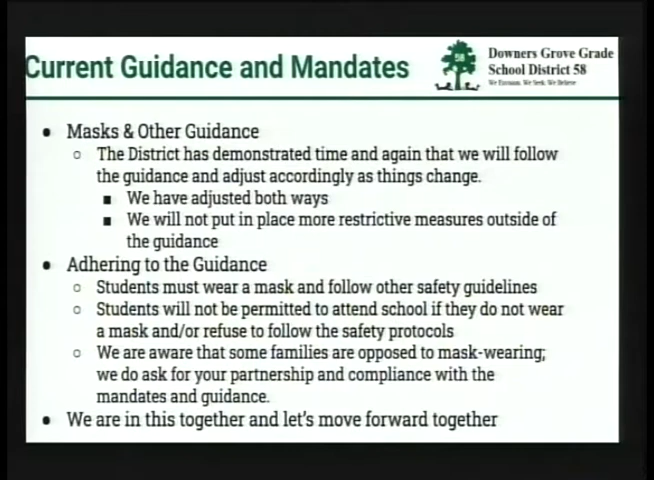 Current Guidance and Mandates
58
Downers Grove Grade
School District 58
● Masks & Other Guidance
○ The District has demonstrated time and again that we will follow
the guidance and adjust accordingly as things change.
■ We have adjusted both ways
■ We will not put in place more restrictive measures outside of
the guidance
● Adhering to the Guidance
○ Students must wear a mask and follow other safety guidelines
○ Students will not be permitted to attend school if they do not wear
a mask and/or refuse to follow the safety protocols
○ We are aware that some families are opposed to mask-wearing;
we do ask for your partnership and compliance with the
mandates and guidance.
● We are in this together and let's move forward together